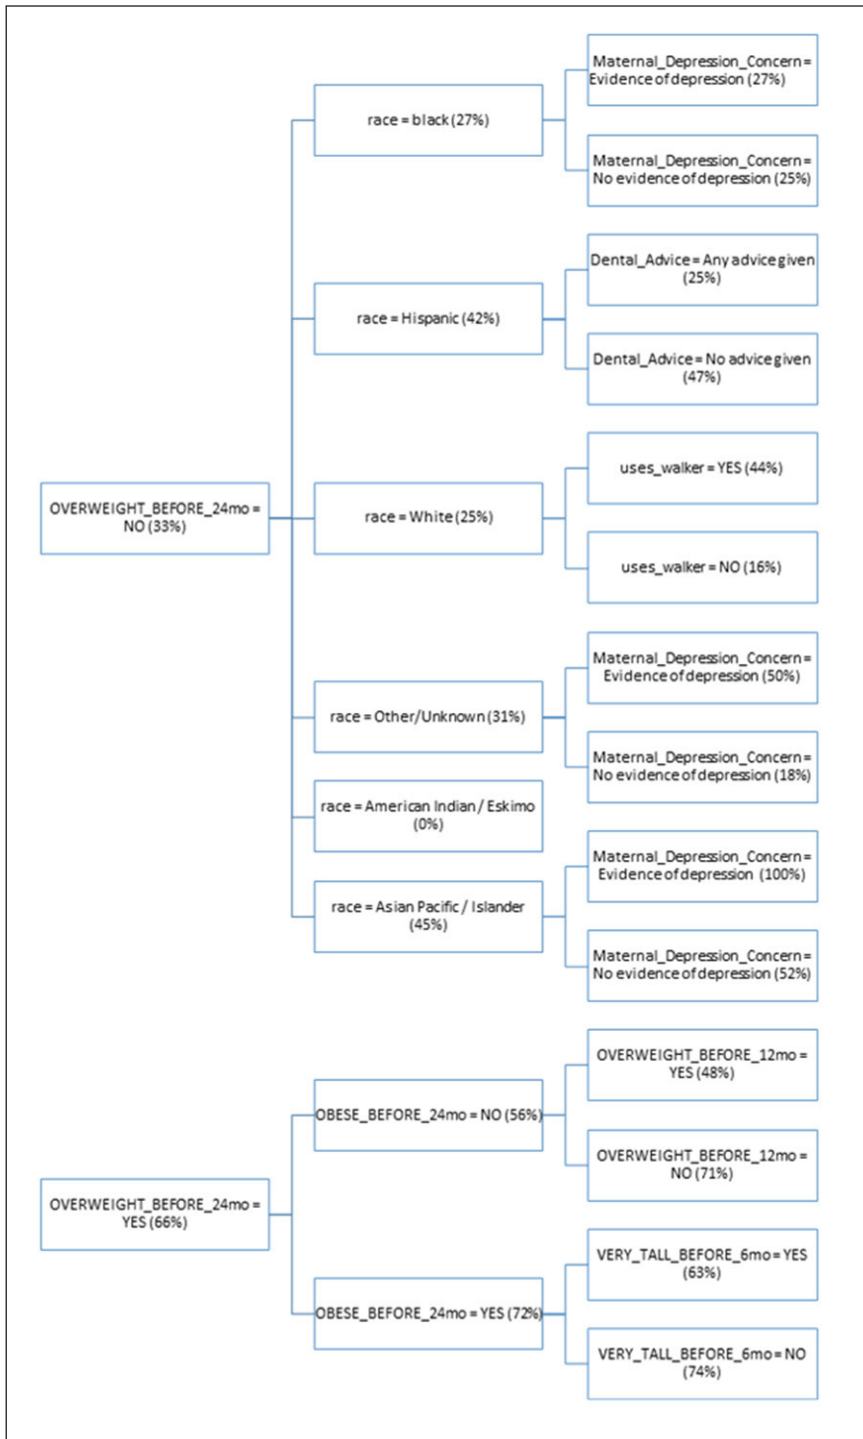 Maternal_Depression_Concern =
Evidence of depression (27%)
race = black (27%)
Maternal_Depression_Concern =
No evidence of depression (25%)
Dental_Advice = Any advice given
(25%)
race = Hispanic (42%)
Dental_Advice = No advice given
(47%)
uses_walker = YES (44%)
OVERWEIGHT_BEFORE_24mo =
NO (33%)
race = White (25%)
uses_walker = NO (16%)
Maternal_Depression_Concern =
Evidence of depression (50%)
race = Other/Unknown (31%)
Maternal_Depression_Concern =
No evidence of depression (18%)
race = American Indian / Eskimo
(0%)
Maternal_Depression_Concern =
Evidence of depression (100%)
race = Asian Pacific / Islander
(45%)
Maternal_Depression_Concern =
No evidence of depression (52%)
OVERWEIGHT_BEFORE_12mo =
YES (48%)
OBESE_BEFORE_24mo = NO (56%)
OVERWEIGHT_BEFORE_12mo =
NO (71%)
OVERWEIGHT_BEFORE_24mo =
YES (66%)
VERY_TALL_BEFORE_6mo = YES
(63%)
OBESE_BEFORE_24mo = YES (72%)
VERY_TALL_BEFORE_6mo = NO
(74%)